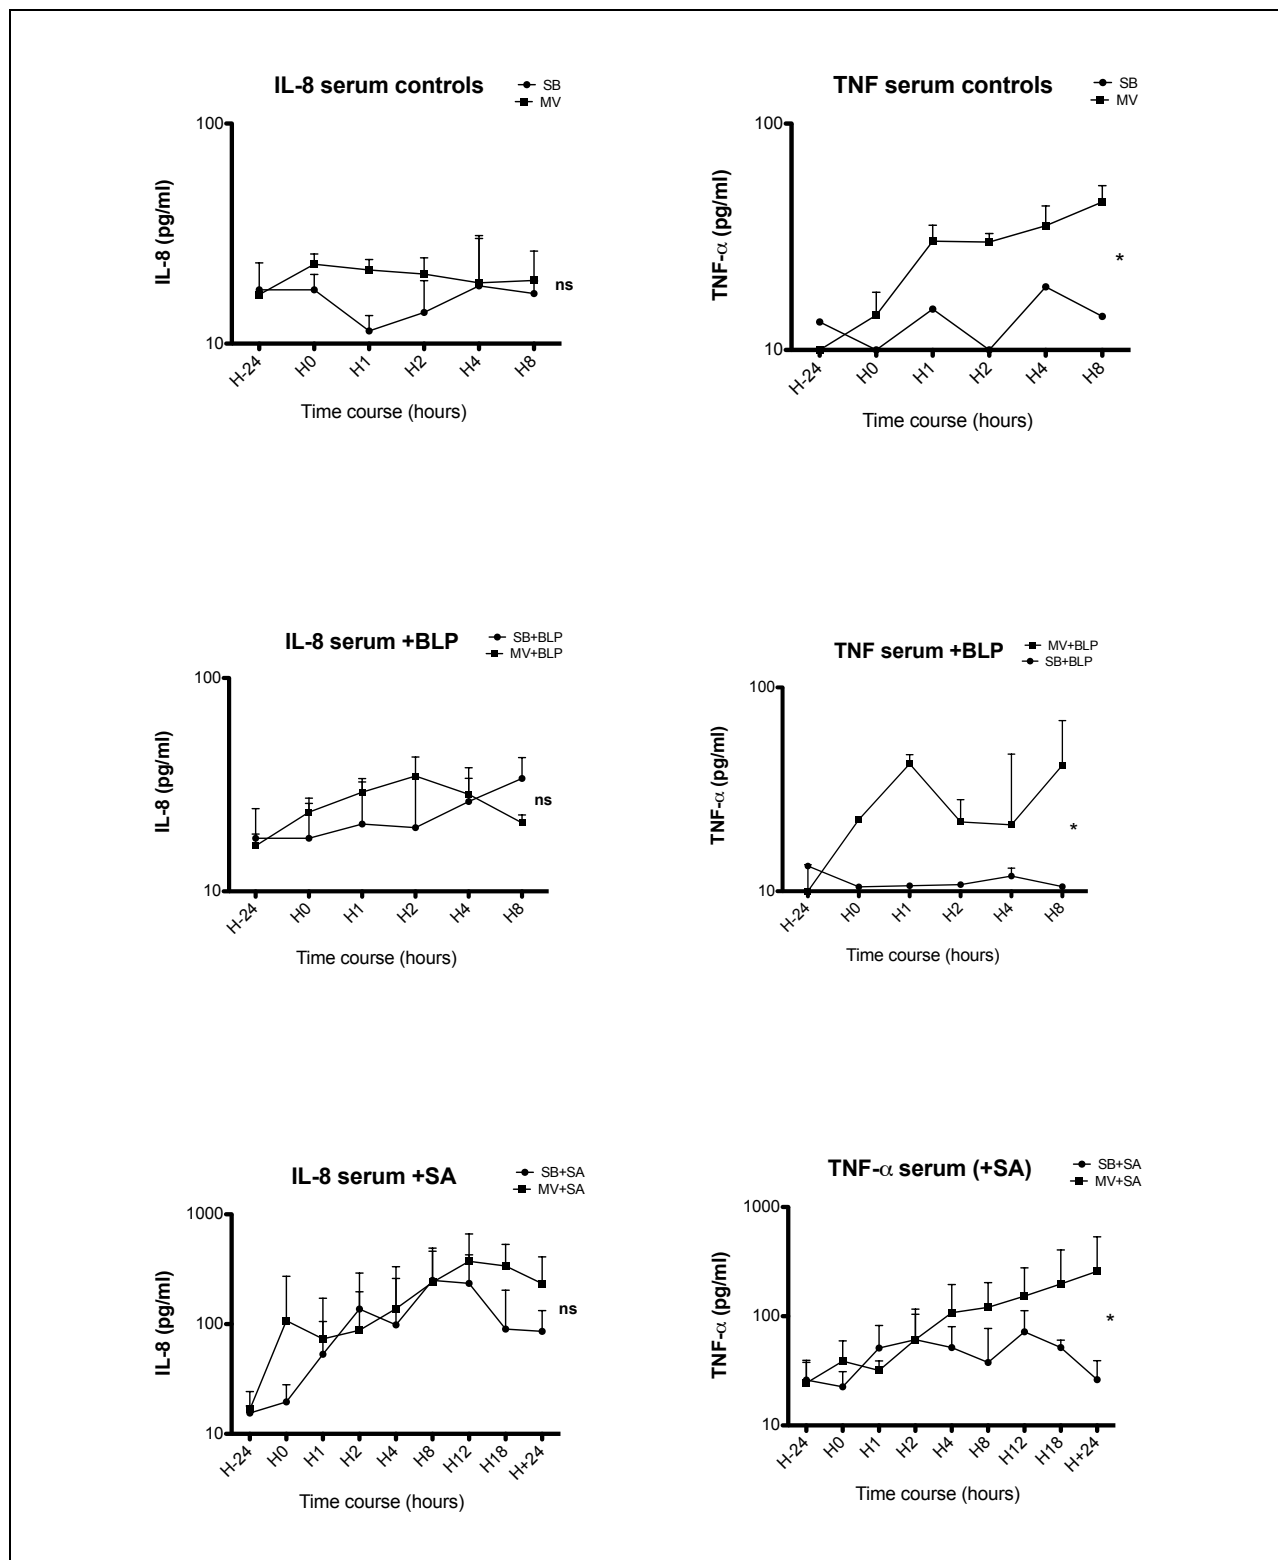 IL-8 serum controls
SB
MV
100
10
IL-8 (pg/ml)
ns
H-24 H0 H1 H2 H4 H8
Time course (hours)
TNF serum controls
SB
MV
100
10
TNF-α (pg/ml)
*
H-24 H0 H1 H2 H4 H8
Time course (hours)
IL-8 serum +BLP
SB+BLP
MV+BLP
100
10
IL-8 (pg/ml)
ns
H-24 H0 H1 H2 H4 H8
Time course (hours)
TNF serum +BLP
MV+BLP
SB+BLP
100
10
TNF-α (pg/ml)
*
H-24 H0 H1 H2 H4 H8
Time course (hours)
IL-8 serum +SA
SB+SA
MV+SA
1000
100
10
IL-8 (pg/ml)
ns
H-24 H0 H1 H2 H4 H8 H12 H18 H+24
Time course (hours)
TNF-α serum (+SA)
SB+SA
MV+SA
1000
100
10
TNF-α (pg/ml)
*
H-24 H0 H1 H2 H4 H8 H12 H18 H+24
Time course (hours)